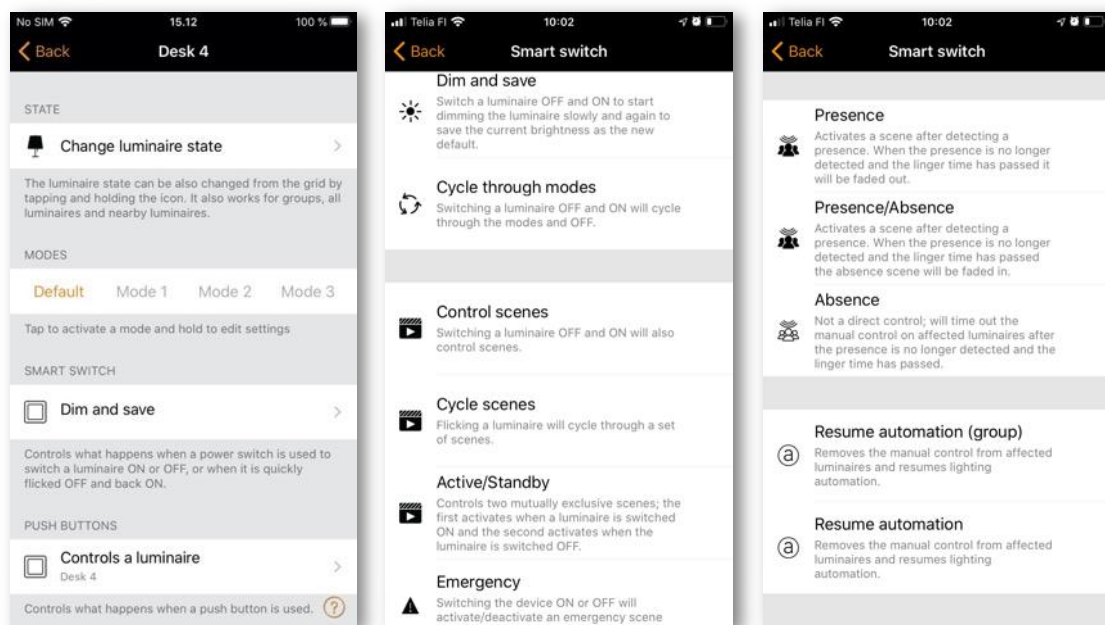 No SIM 15.12 100 %
Back Desk 4
STATE
Change luminaire state
The luminaire state can be also changed from the grid by
tapping and holding the icon. It also works for groups, all
luminaires and nearby luminaires.
MODES
Default Mode 1 Mode 2 Mode 3
Tap to activate a mode and hold to edit settings
SMART SWITCH
Dim and save
Controls what happens when a power switch is used to
switch a luminaire ON or OFF, or when it is quickly
flicked OFF and back ON.
PUSH BUTTONS
Controls a luminaire
Desk 4
Controls what happens when a push button is used. ?
Telia FI 10:02
Back Smart switch
Dim and save
Switch a luminaire OFF and ON to start
dimming the luminaire slowly and again to
save the current brightness as the new
default.
Cycle through modes
Switching a luminaire OFF and ON will cycle
through the modes and OFF.
Control scenes
Switching a luminaire OFF and ON will also
control scenes.
Cycle scenes
Flicking a luminaire will cycle through a set
of scenes.
Active/Standby
Controls two mutually exclusive scenes; the
first activates when a luminaire is switched
ON and the second activates when the
luminaire is switched OFF.
Emergency
Switching the device ON or OFF will
activate/deactivate an emergency scene
Telia FI 10:02
Back Smart switch
Presence
Activates a scene after detecting a
presence. When the presence is no longer
detected and the linger time has passed it
will be faded out.
Presence/Absence
Activates a scene after detecting a
presence. When the presence is no longer
detected and the linger time has passed
the absence scene will be faded in.
Absence
Not a direct control; will time out the
manual control on affected luminaires after
the presence is no longer detected and the
linger time has passed.
Resume automation (group)
a Removes the manual control from affected
luminaires and resumes lighting
automation.
Resume automation
a Removes the manual control from affected
luminaires and resumes lighting
automation.